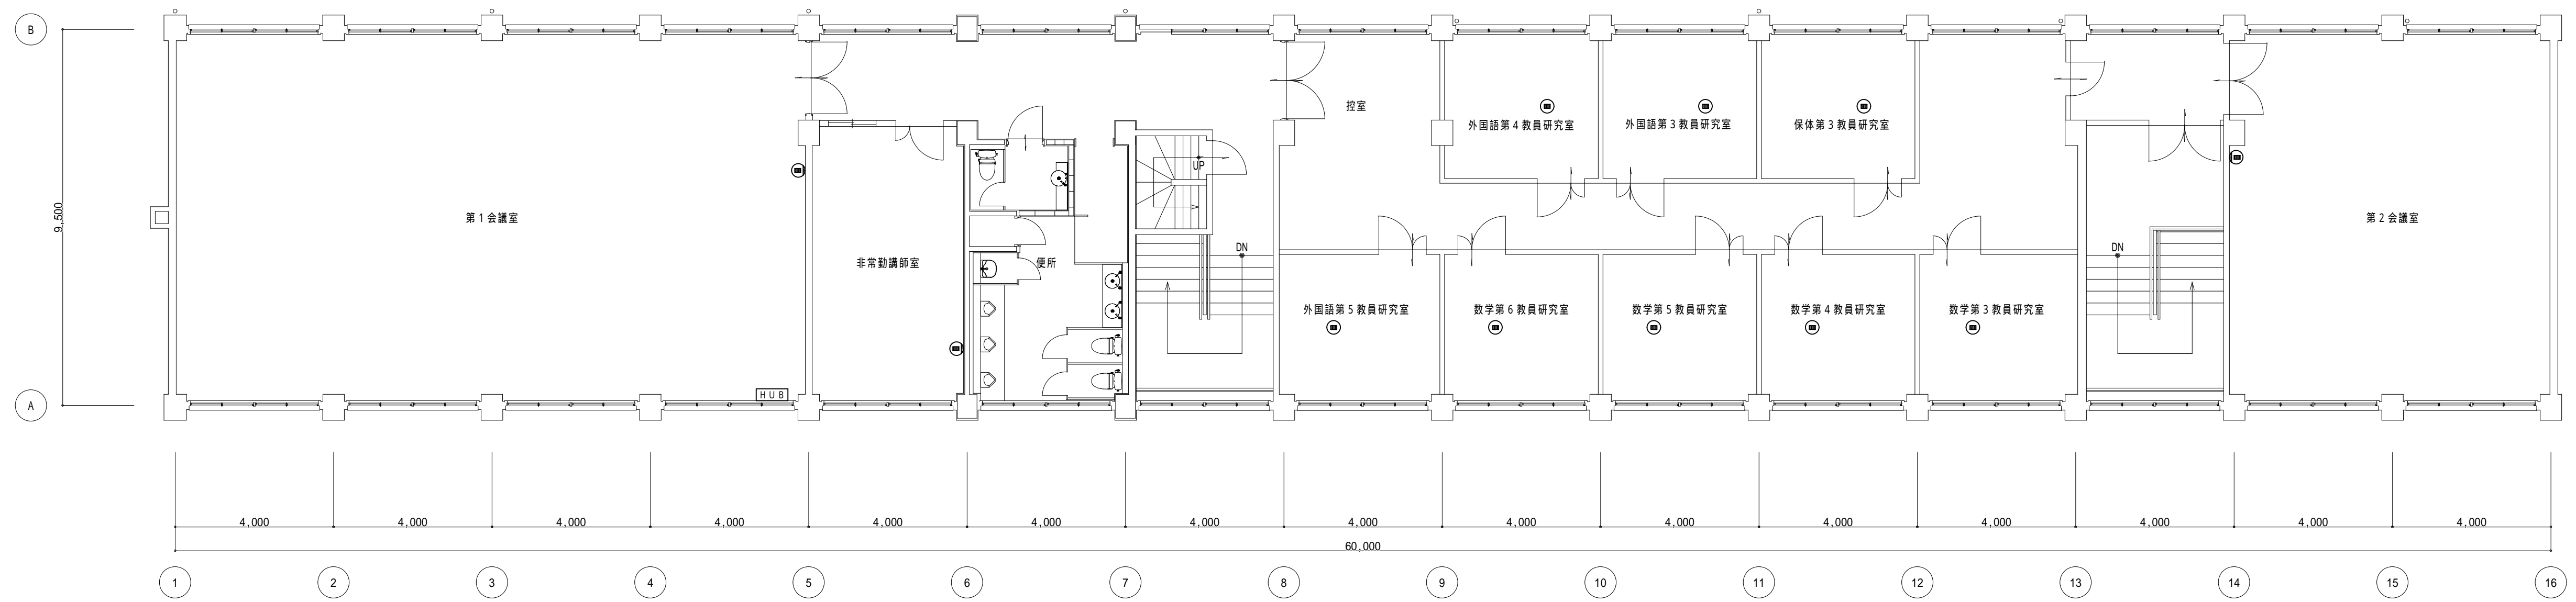 B
控室
外国語第4教員研究室
外国語第3教員研究室
保体第3教員研究室
UP
9,500
第1会議室
第2会議室
DN
DN
非常勤講師室
便所
外国語第5教員研究室
数学第6教員研究室
数学第5教員研究室
数学第4教員研究室
数学第3教員研究室
HUB
A
4,000 4,000 4,000 4,000 4,000 4,000 4,000 4,000 4,000 4,000 4,000 4,000 4,000 4,000 4,000
60,000
1 2 3 4 5 6 7 8 9 10 11 12 13 14 15 16